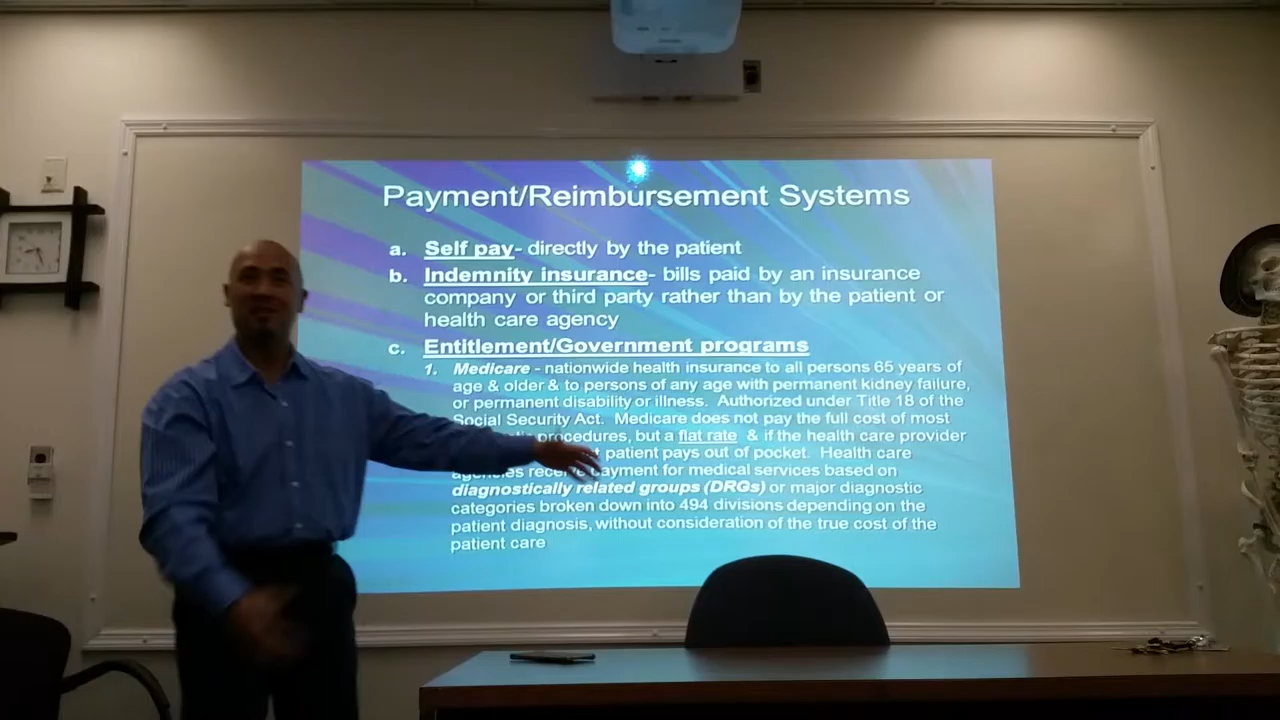 Payment/Reimbursement Systems
a. Self pay- directly by the patient
b. Indemnity insurance- bills paid by an insurance
company or third party rather than by the patient or
health care agency
c. Entitlement/Government programs
1. Medicare - nationwide health insurance to all persons 65 years of
age & older & to persons of any age with permanent kidney failure,
or permanent disability or illness. Authorized under Title 18 of the
Social Security Act. Medicare does not pay the full cost of most
procedures, but a flat rate & if the health care provider
patient pays out of pocket. Health care
agencies receive payment for medical services based on
diagnostically related groups (DRGs) or major diagnostic
categories broken down into 494 divisions depending on the
patient diagnosis, without consideration of the true cost of the
patient care